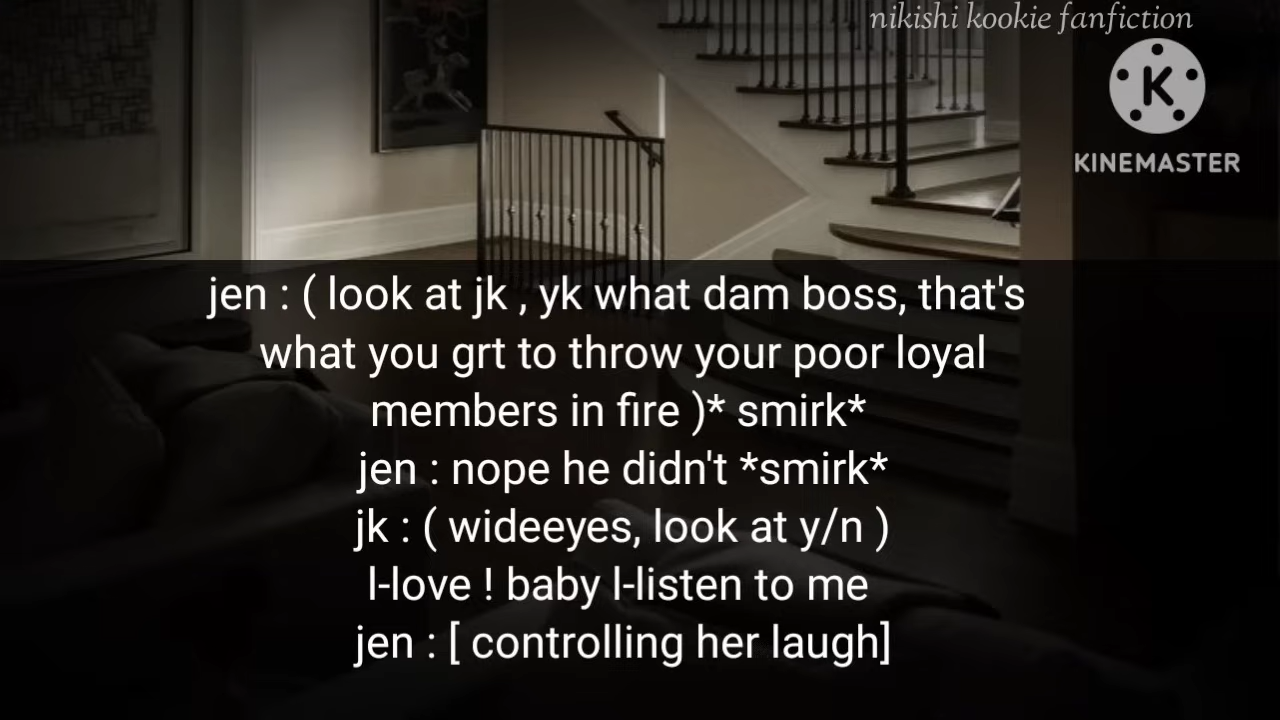 nikishi kookie fanfiction
K
KINEMASTER
jen : ( look at jk , yk what dam boss, that's
what you grt to throw your poor loyal
members in fire )* smirk*
jen : nope he didn't *smirk*
jk : ( wideeyes, look at y/n )
l-love ! baby l-listen to me
jen : [ controlling her laugh]